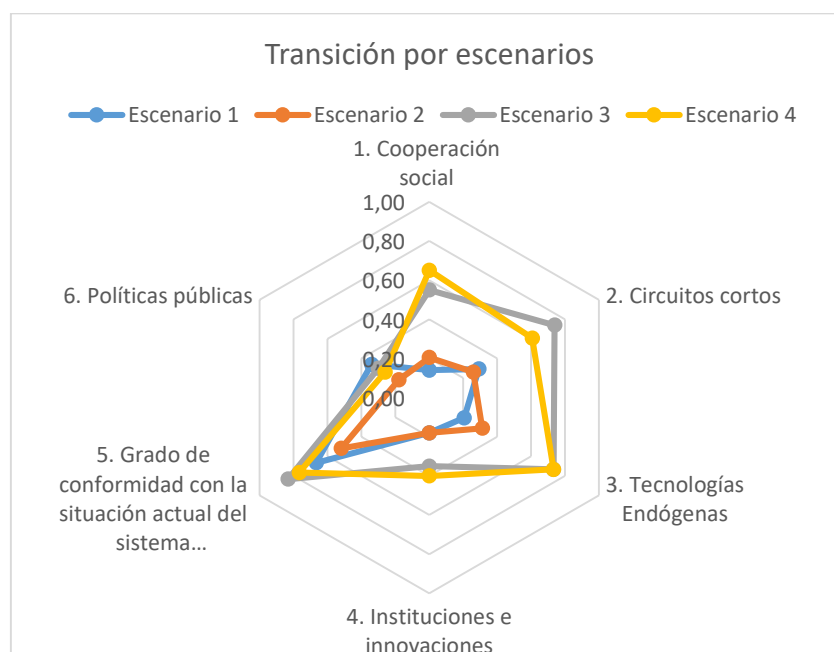 Transición por escenarios
Escenario 1
Escenario 2
Escenario 3
Escenario 4
1. Cooperación
social
1,00
0,80
0,60
0,40
0,20
0,00
2. Circuitos cortos
3. Tecnologías
Endógenas
4. Instituciones e
innovaciones
5. Grado de
conformidad con la
situación actual del
sistema…
6. Políticas públicas